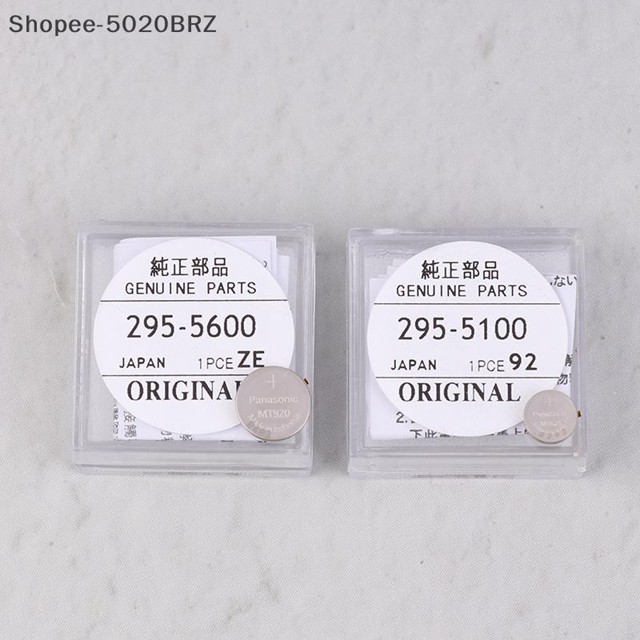 Shopee-5020BRZ
純正部品
GENUINE PARTS
295-5600
JAPAN 1PCE ZE
ORIGINAL
Panasonic
MT920
純正部品
GENUINE PARTS
295-5100
JAPAN 1PCE 92
ORIGINAL
Panasonic